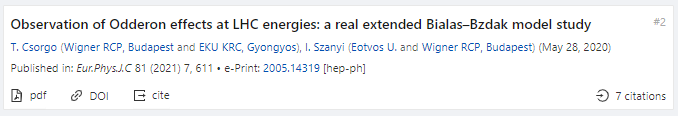 Observation of Odderon effects at LHC energies: a real extended Bialas–Bzdak model study #2
T. Csorgo (Wigner RCP, Budapest and EKU KRC, Gyongyos), I. Szanyi (Eotvos U. and Wigner RCP, Budapest) (May 28, 2020)
Published in: Eur.Phys.J.C 81 (2021) 7, 611 • e-Print: 2005.14319 [hep-ph]
pdf DOI cite 7 citations